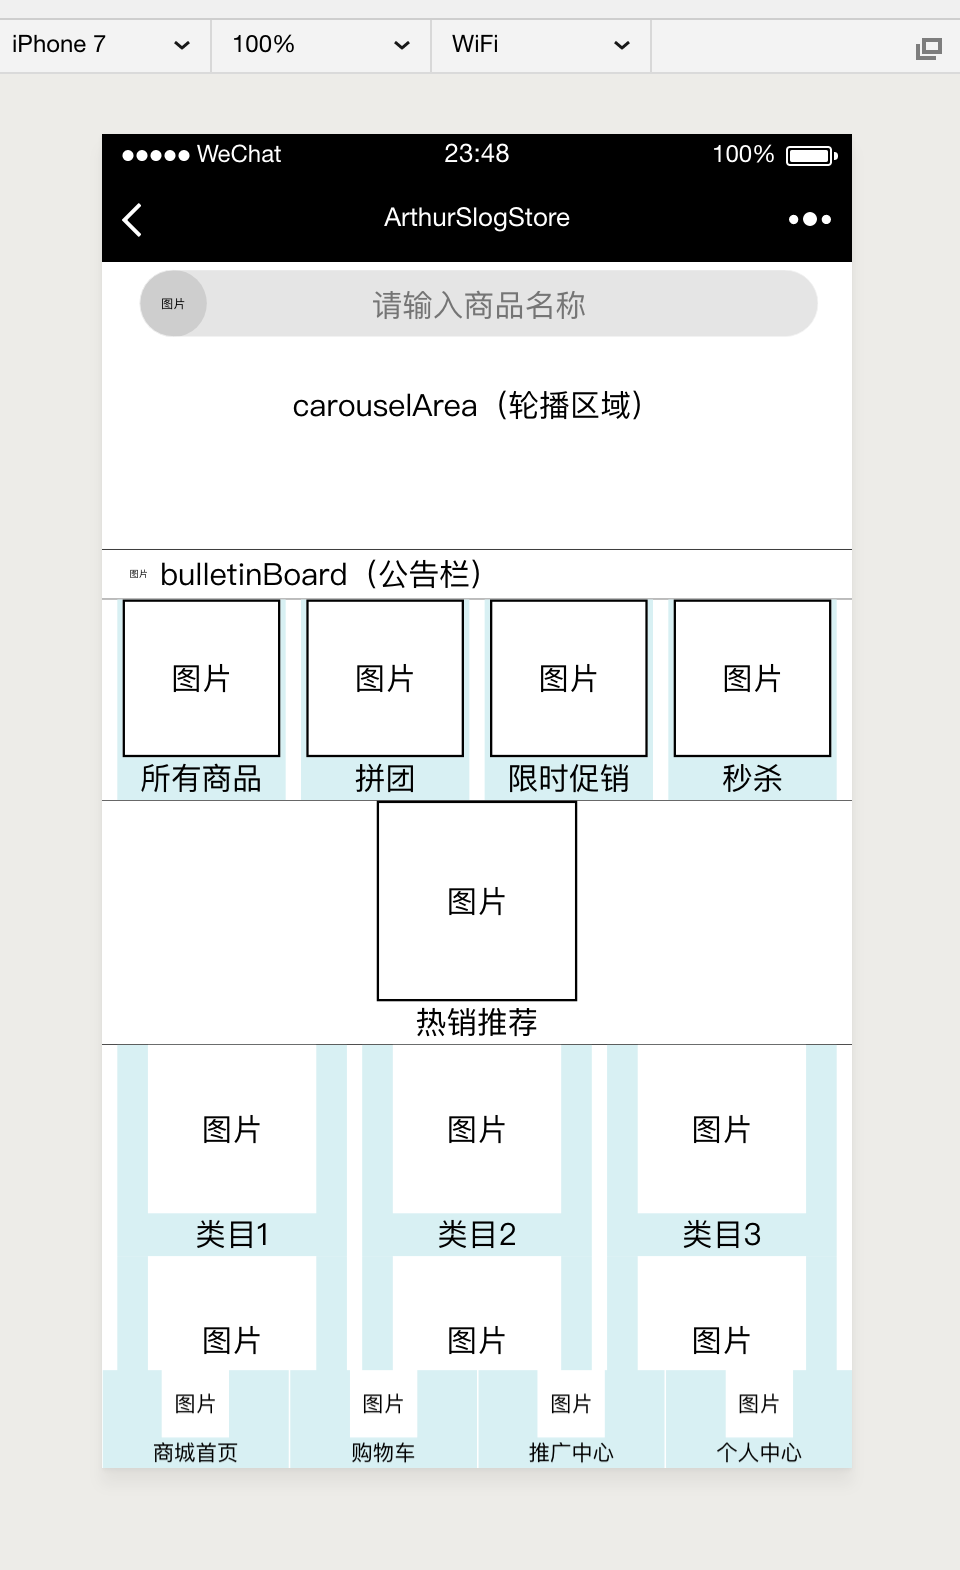 iPhone 7 100% WiFi
WeChat 23:48 100%
ArthurSlogStore
图片 请输入商品名称
carouselArea（轮播区域）
图片 bulletinBoard（公告栏）
图片 图片 图片 图片
所有商品 拼团 限时促销 秒杀
图片
热销推荐
图片 图片 图片
类目1 类目2 类目3
图片 图片 图片
图片 图片 图片 图片
商城首页 购物车 推广中心 个人中心